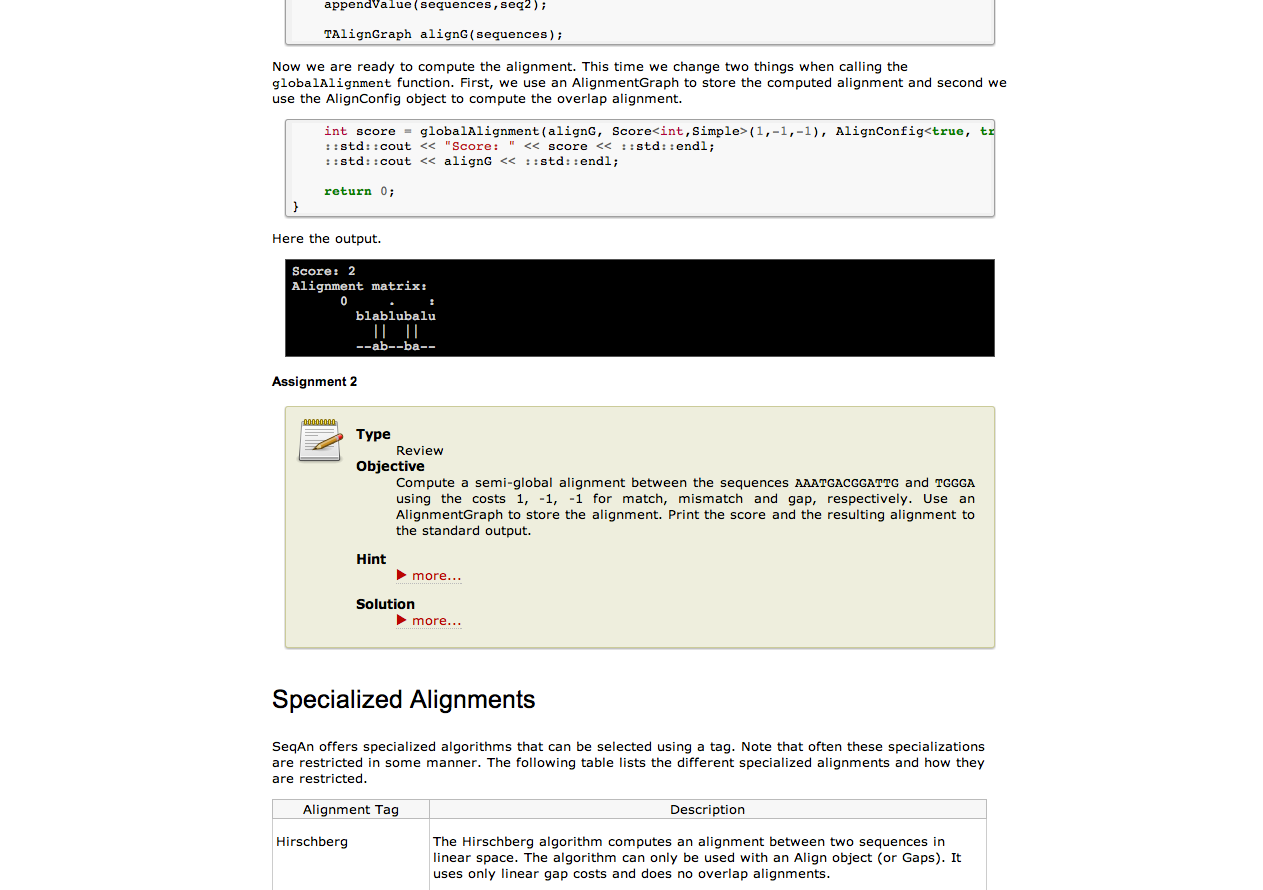 appendValue(sequences,seq2);
TAlignGraph alignG(sequences);
Now we are ready to compute the alignment. This time we change two things when calling the
globalAlignment function. First, we use an AlignmentGraph to store the computed alignment and second we
use the AlignConfig object to compute the overlap alignment.
int score = globalAlignment(alignG, Score<int,Simple>(1,-1,-1), AlignConfig<true, tr
::std::cout << "Score: " << score << ::std::endl;
::std::cout << alignG << ::std::endl;
return 0;
}
Here the output.
Score: 2
Alignment matrix:
0     .    :
blablubalu
||  ||
--ab--ba--
Assignment 2
Type
Review
Objective
Compute a semi-global alignment between the sequences AAATGACGGATTG and TGGGA
using the costs 1, -1, -1 for match, mismatch and gap, respectively. Use an
AlignmentGraph to store the alignment. Print the score and the resulting alignment to
the standard output.
Hint
more...
Solution
more...
Specialized Alignments
SeqAn offers specialized algorithms that can be selected using a tag. Note that often these specializations
are restricted in some manner. The following table lists the different specialized alignments and how they
are restricted.
Alignment Tag Description
Hirschberg The Hirschberg algorithm computes an alignment between two sequences in
linear space. The algorithm can only be used with an Align object (or Gaps). It
uses only linear gap costs and does no overlap alignments.